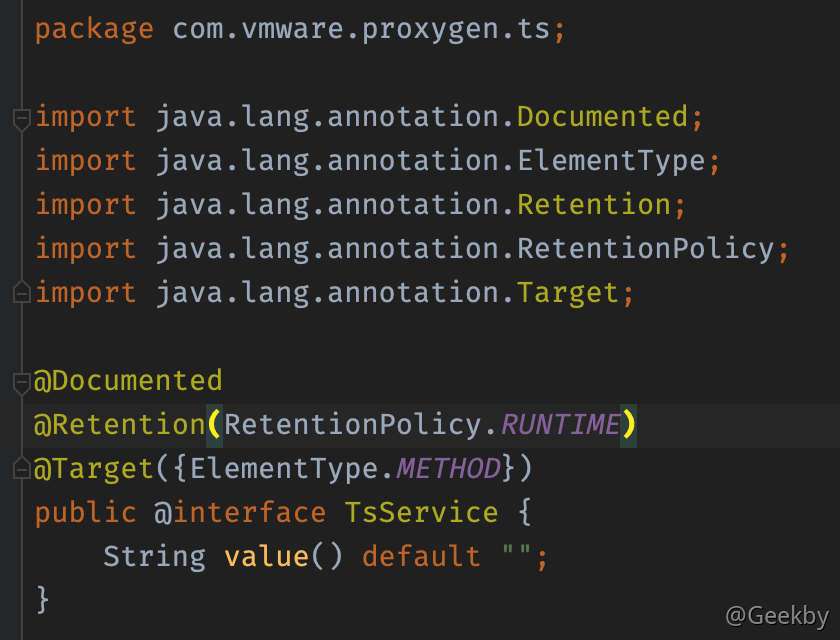 package com.vmware.proxygen.ts;
import java.lang.annotation.Documented;
import java.lang.annotation.ElementType;
import java.lang.annotation.Retention;
import java.lang.annotation.RetentionPolicy;
import java.lang.annotation.Target;
@Documented
@Retention(RetentionPolicy.RUNTIME)
@Target({ElementType.METHOD})
public @interface TsService {
    String value() default "";
}
@Geekby